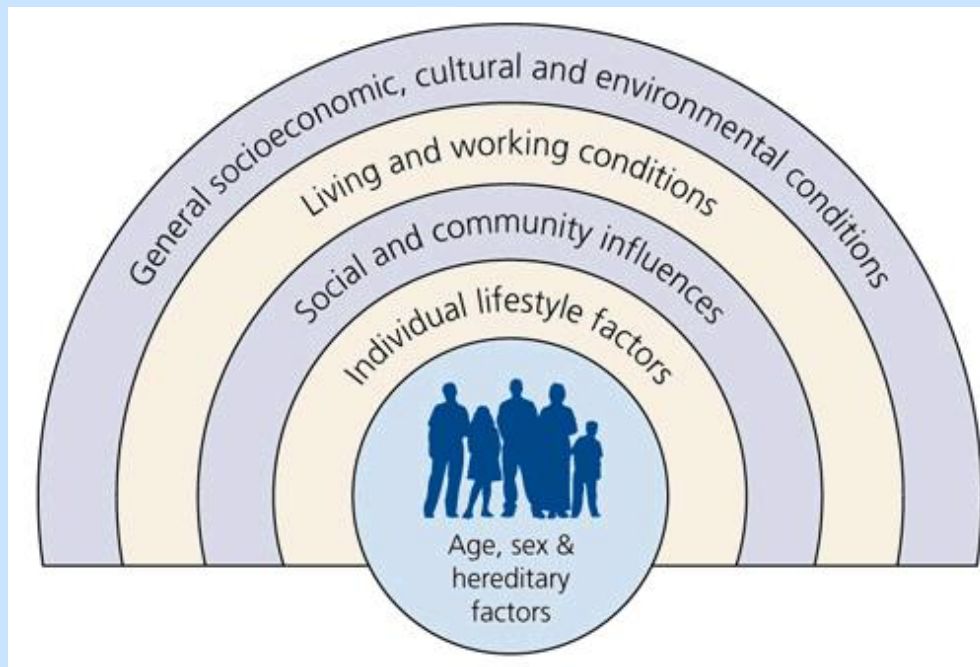 General socioeconomic, cultural and environmental conditions
Living and working conditions
Social and community influences
Individual lifestyle factors
Age, sex &
hereditary
factors